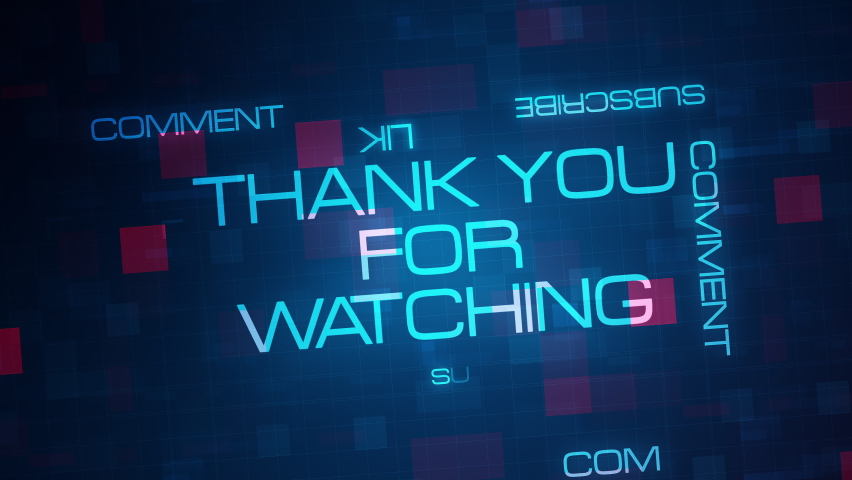 COMMENT
SUBSCRIBE
LIK
THANK YOU
FOR
WATCHING
COMMENT
SU
COM